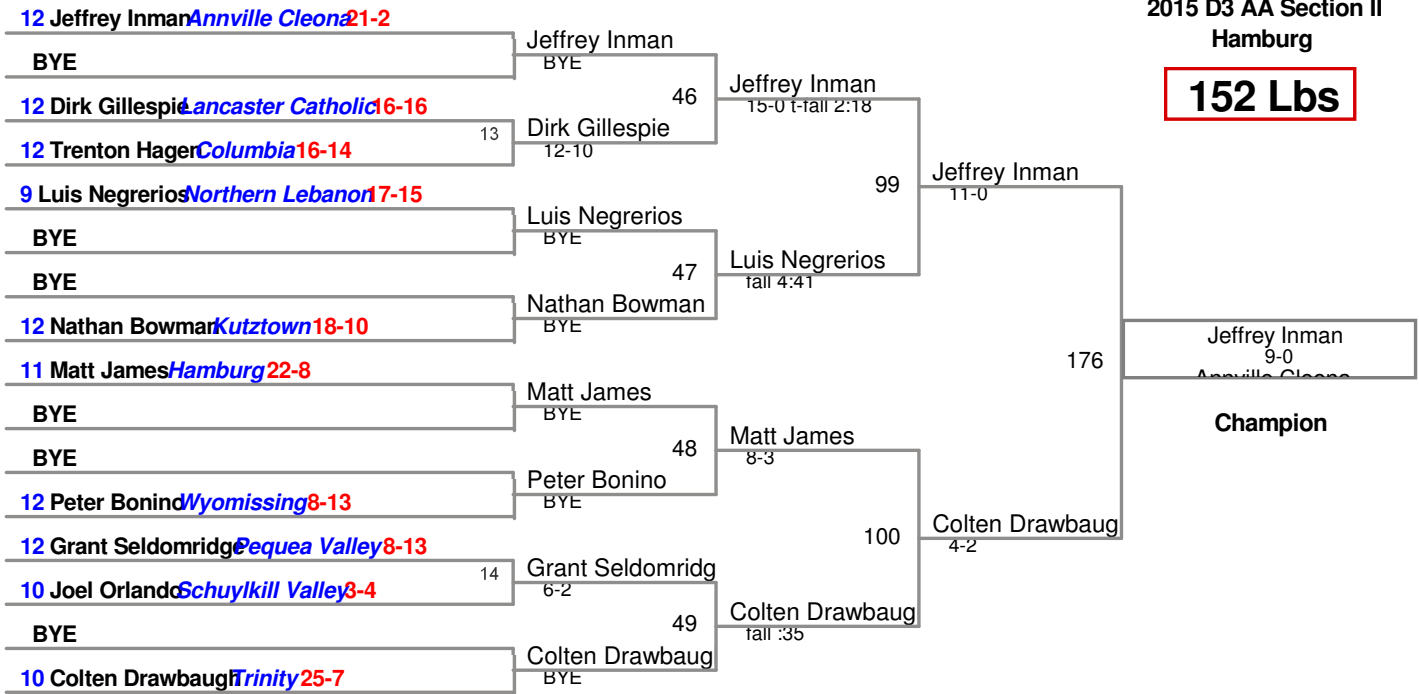 2015 D3 AA Section II
Hamburg
152 Lbs
12 Jeffrey Inman Annville Cleona 21-2
BYE
12 Dirk Gillespie Lancaster Catholic 16-16
12 Trenton Hager Columbia 16-14
9 Luis Negrerios Northern Lebanon 17-15
BYE
BYE
12 Nathan Bowman Kutztown 18-10
11 Matt James Hamburg 22-8
BYE
BYE
12 Peter Bonino Wyomissing 8-13
12 Grant Seldomridge Pequea Valley 8-13
10 Joel Orlando Schuylkill Valley 3-4
BYE
10 Colten Drawbaugh Trinity 25-7
Jeffrey Inman
BYE
13
Dirk Gillespie
12-10
Luis Negrerios
BYE
Nathan Bowman
BYE
Matt James
BYE
Peter Bonino
BYE
14
Grant Seldomridg
6-2
Colten Drawbaug
BYE
46
Jeffrey Inman
15-0 t-fall 2:18
47
Luis Negrerios
fall 4:41
48
Matt James
8-3
49
Colten Drawbaug
fall :35
99
Jeffrey Inman
11-0
100
Colten Drawbaug
4-2
176
Jeffrey Inman
9-0
Annville Cleona
Champion